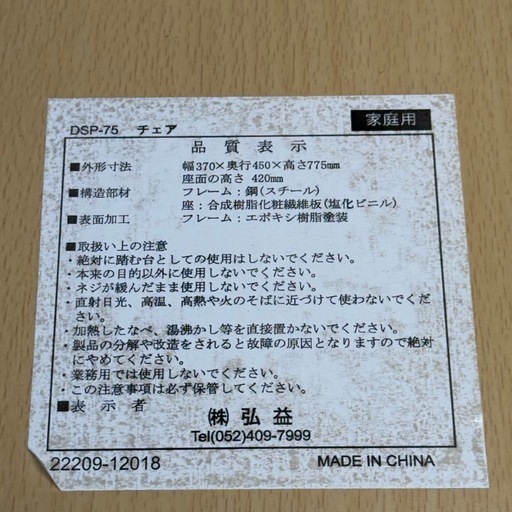 DSP-75 チェア 家庭用
品質表示
■外形寸法 幅370×奥行450×高さ775mm
座面の高さ 420mm
■構造部材 フレーム：鋼(スチール)
座：合成樹脂化粧繊維板(塩化ビニル)
■表面加工 フレーム：エポキシ樹脂塗装
■取扱い上の注意
・絶対に踏む台としての使用はしないでください。
・本来の目的以外に使用しないでください。
・ネジが緩んだまま使用しないでください。
・直射日光、高温、高熱や火のそばに近づけて使わないでください。
・加熱したなべ、湯沸かし等を直接置かないでください。
・製品の分解や改造をされると故障の原因となりますので絶対
にやめてください。
・業務用では使用しないでください。
・この注意事項は必ず保管してください。
■表示者 ㈱弘益
Tel(052)409-7999
22209-12018 MADE IN CHINA